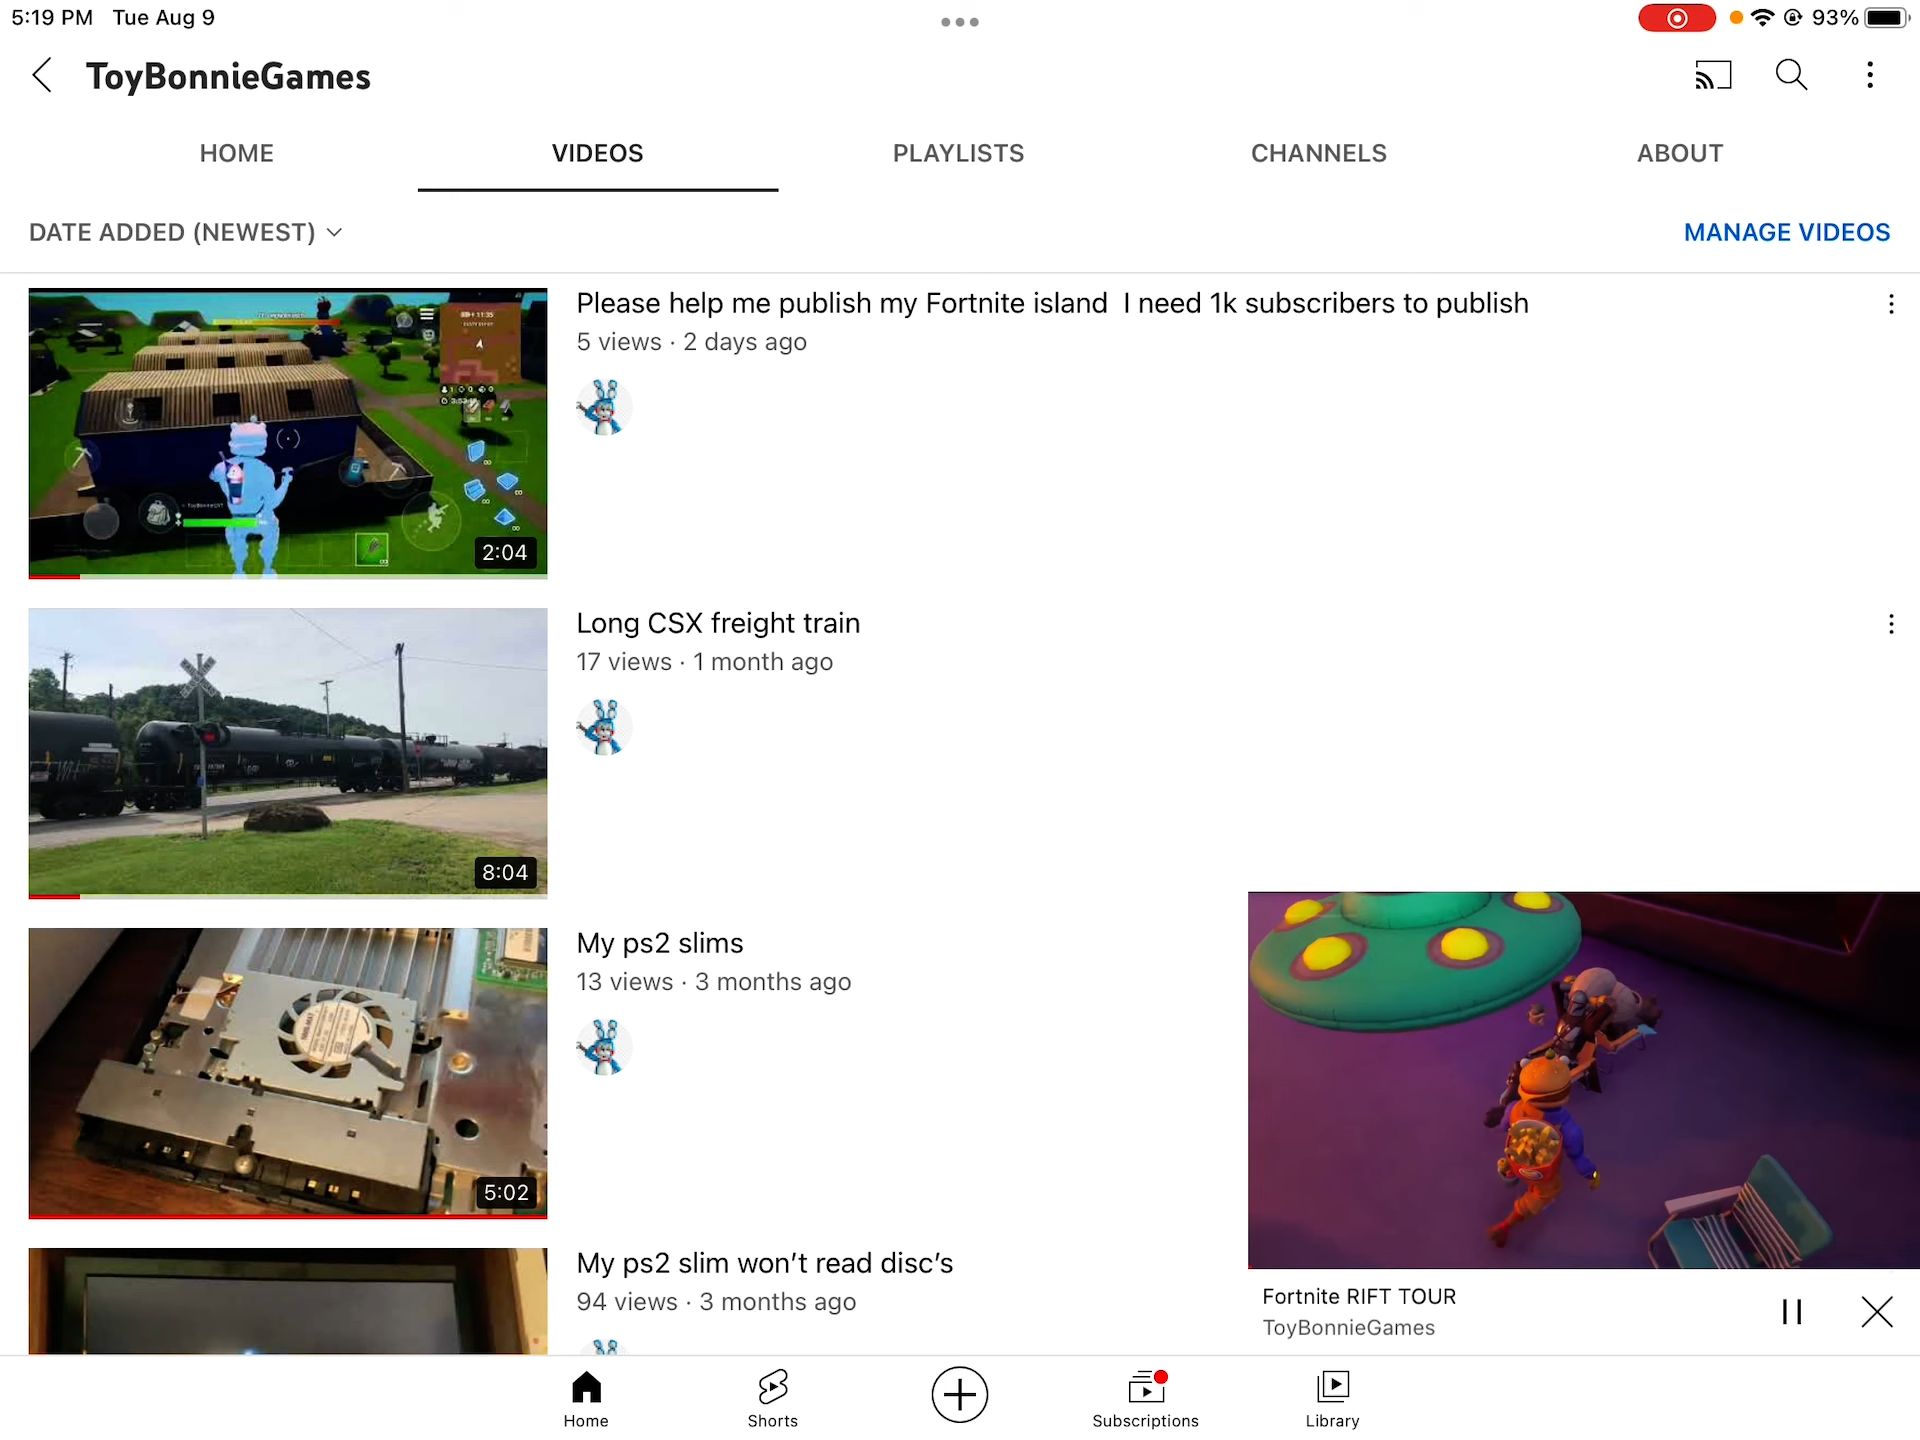 5:19 PM Tue Aug 9
93%
ToyBonnieGames
HOME VIDEOS PLAYLISTS CHANNELS ABOUT
DATE ADDED (NEWEST) MANAGE VIDEOS
Please help me publish my Fortnite island I need 1k subscribers to publish
5 views · 2 days ago
2:04
Long CSX freight train
17 views · 1 month ago
8:04
My ps2 slims
13 views · 3 months ago
5:02
My ps2 slim won’t read disc’s
94 views · 3 months ago
Fortnite RIFT TOUR
ToyBonnieGames
Home Shorts Subscriptions Library